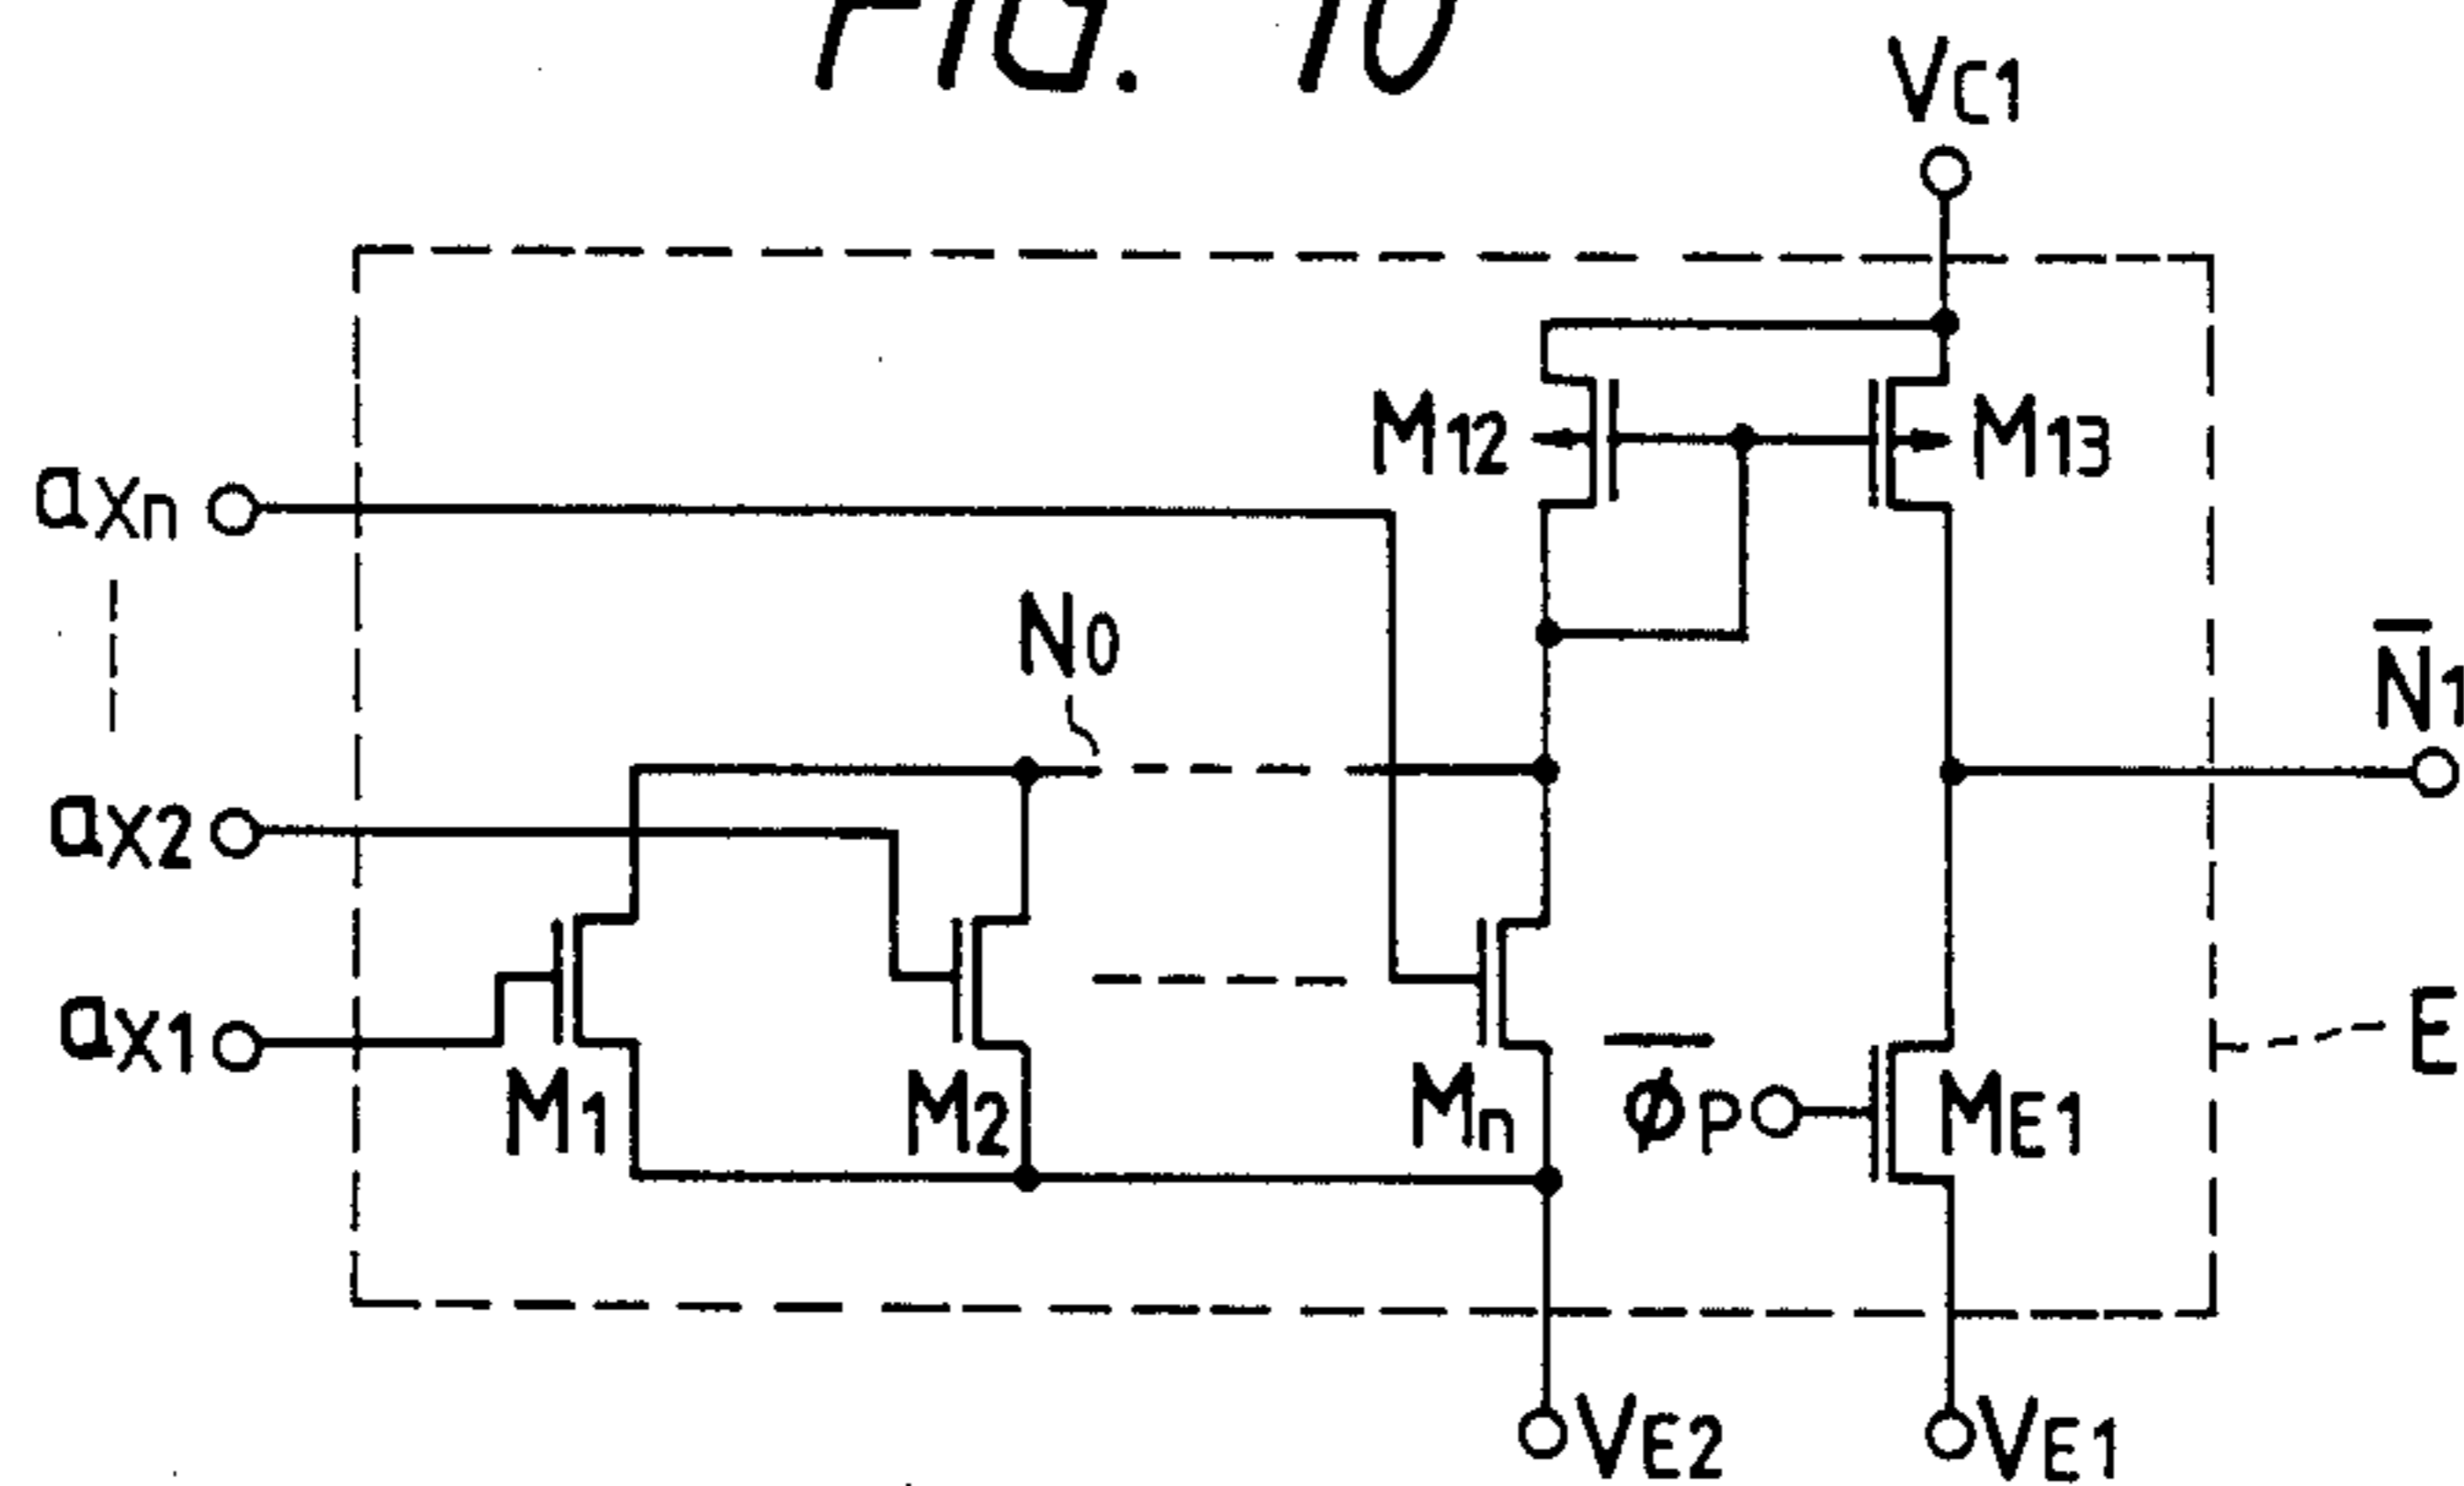 FIG. 10
VC1
M12
M13
axn
N0
N̅1
ax2
ax1
M1
M2
Mn
φ̅P
ME1
E
VE2
VE1